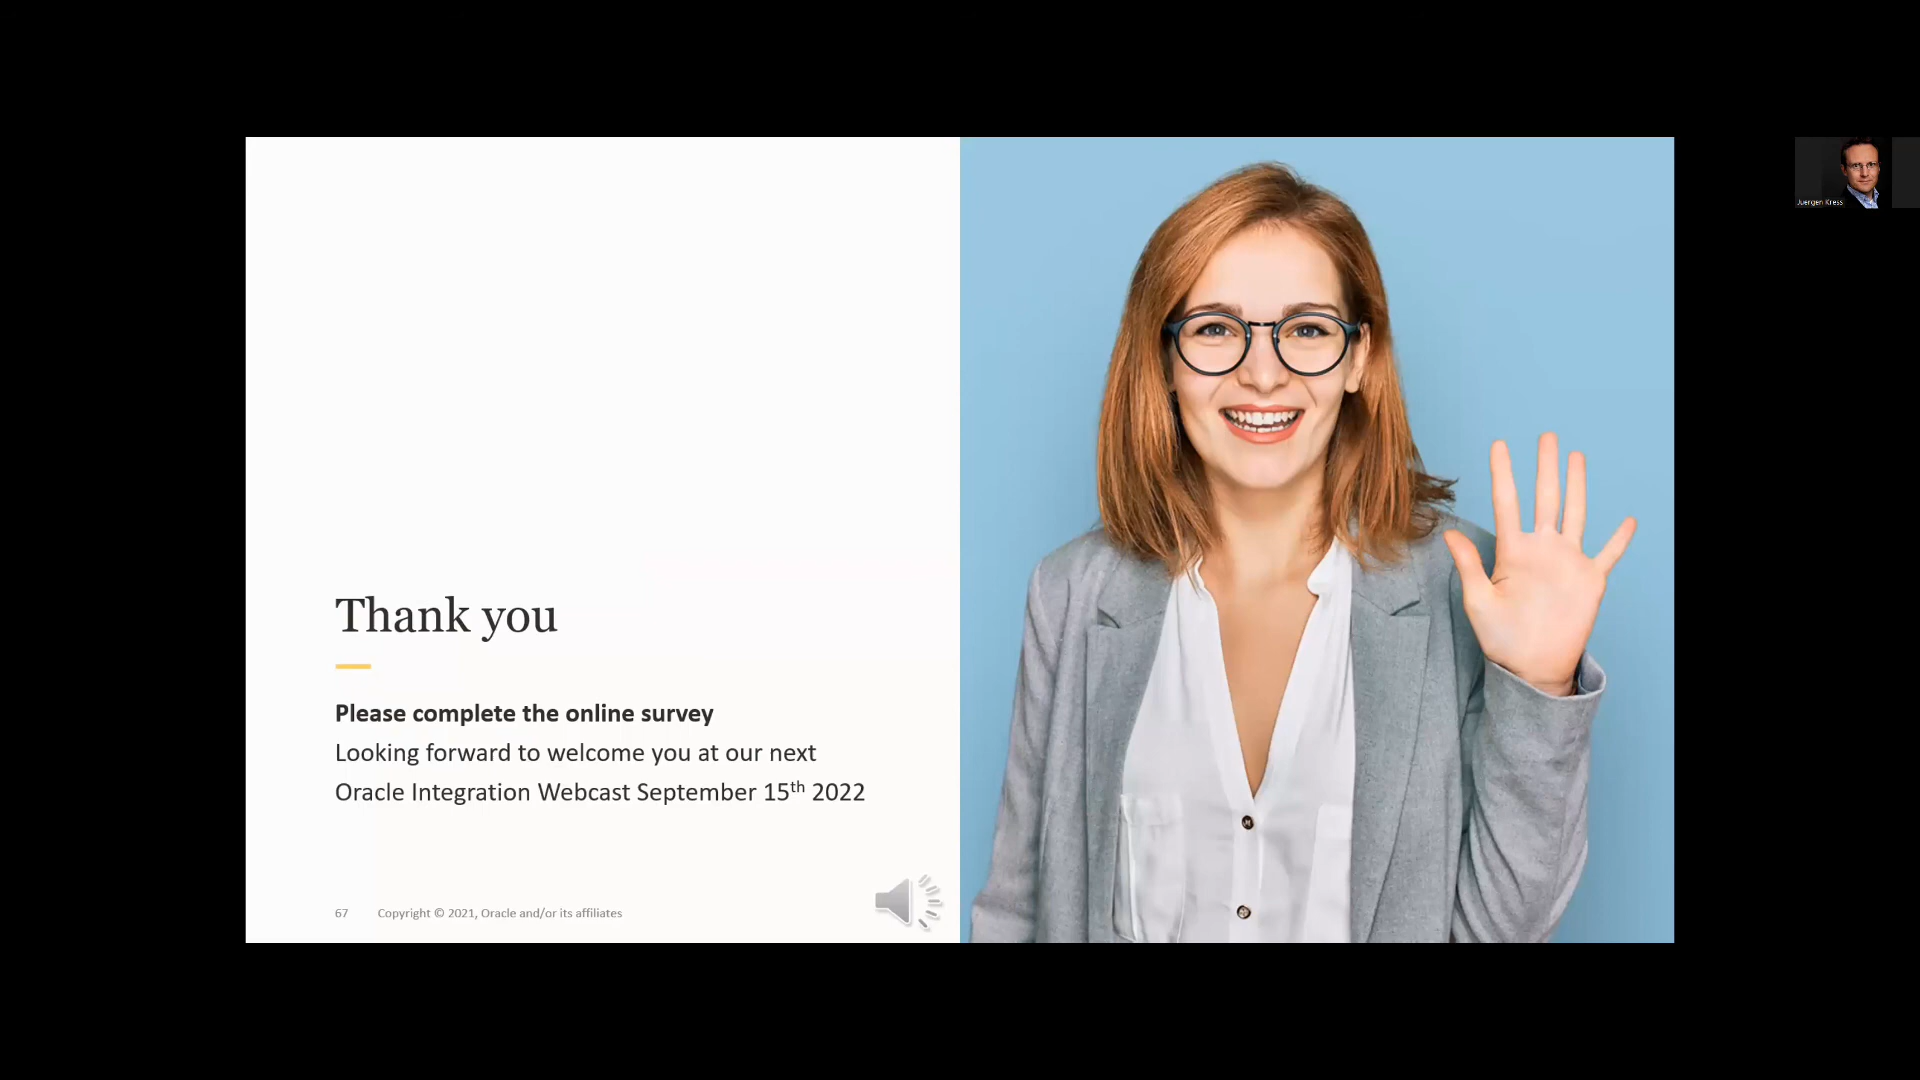 Juergen Kress
Thank you
Please complete the online survey
Looking forward to welcome you at our next
Oracle Integration Webcast September 15th 2022
67 Copyright © 2021, Oracle and/or its affiliates